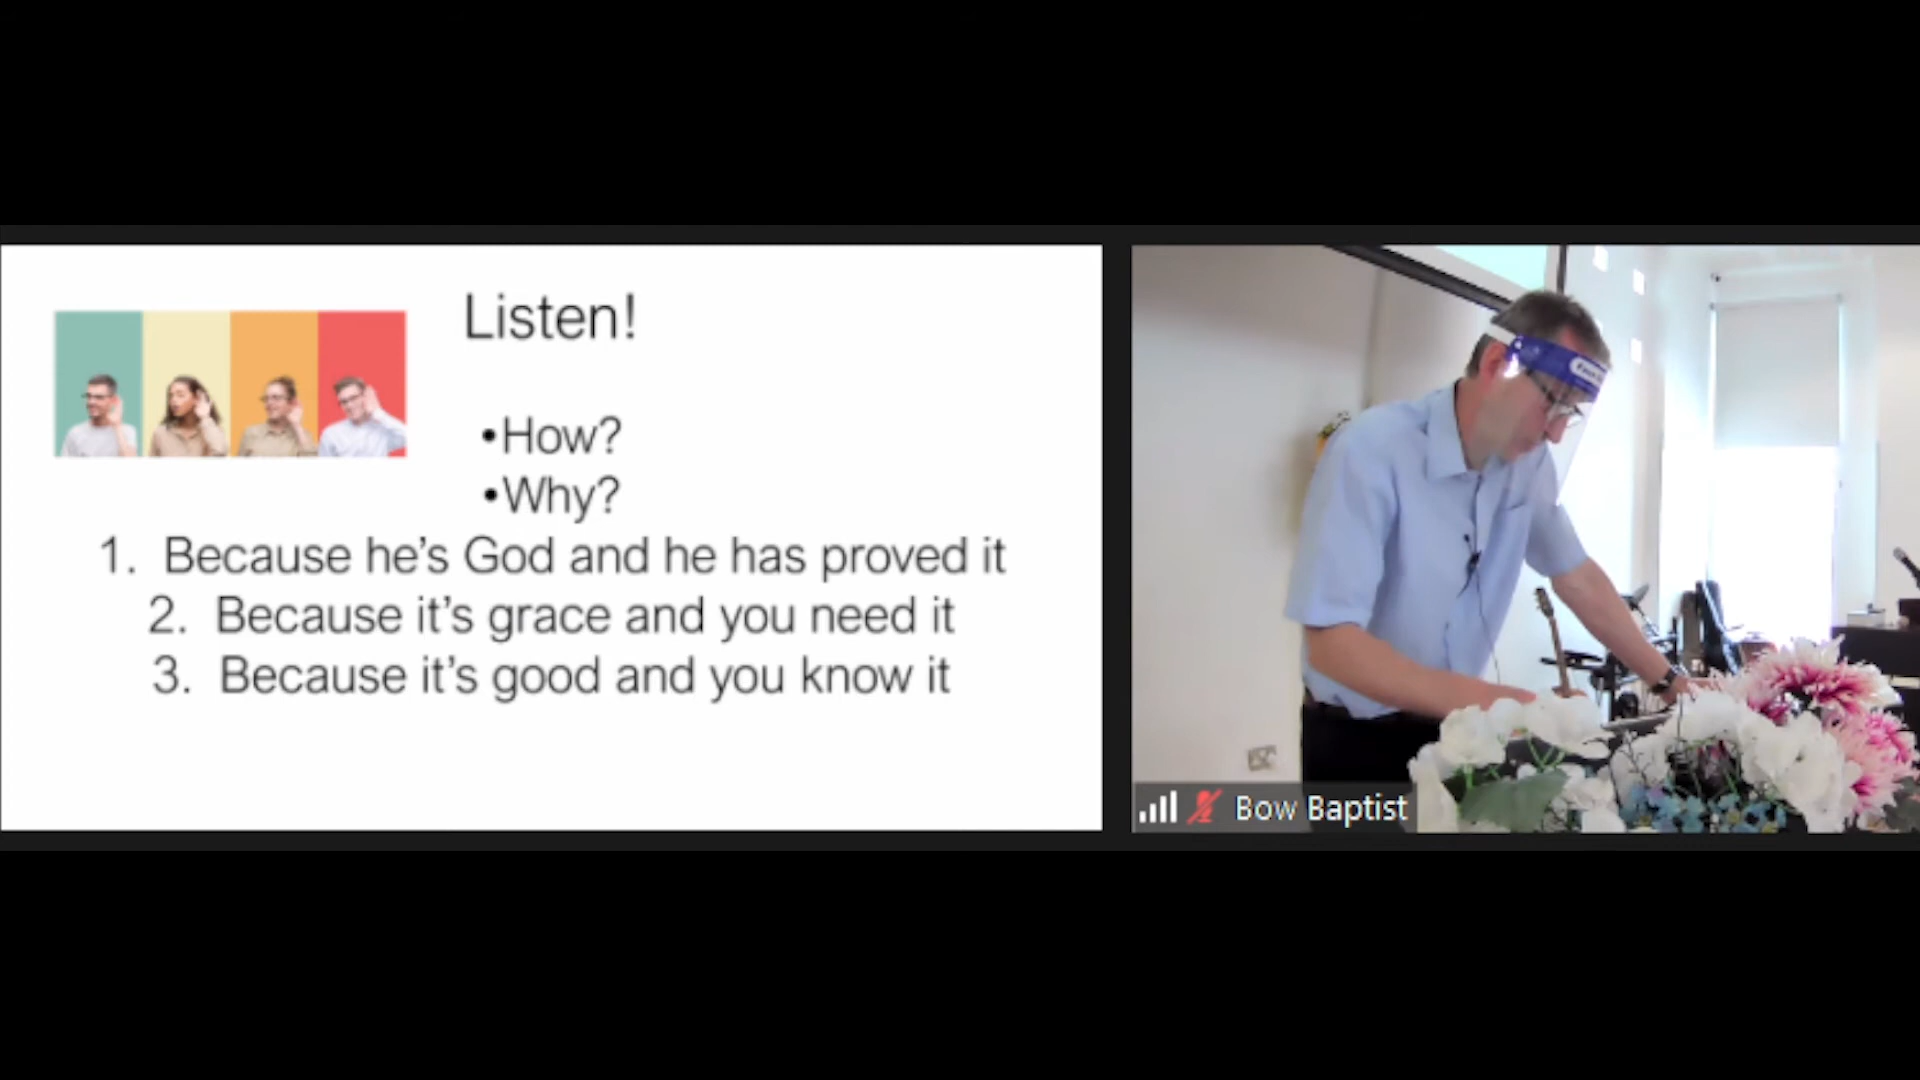 Listen!
•How?
•Why?
1. Because he's God and he has proved it
2. Because it's grace and you need it
3. Because it's good and you know it
Bow Baptist